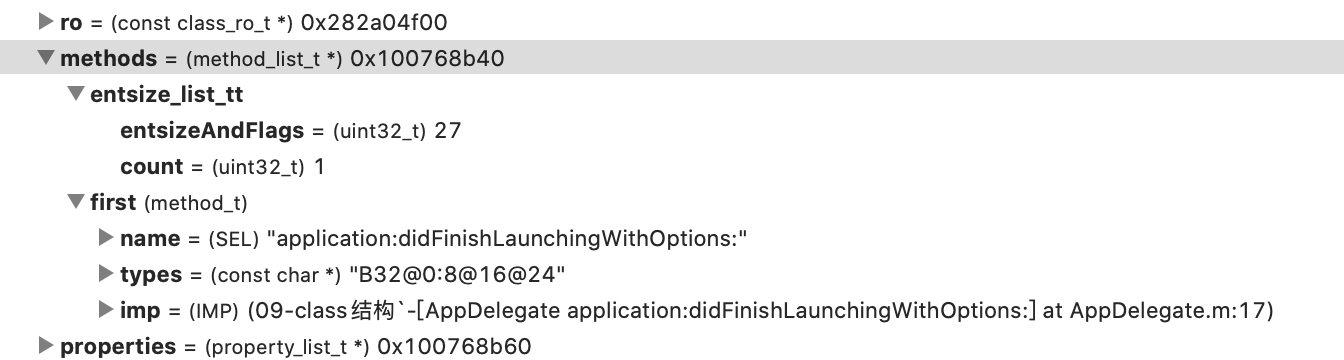 ro = (const class_ro_t *) 0x282a04f00
methods = (method_list_t *) 0x100768b40
entsize_list_tt
entsizeAndFlags = (uint32_t) 27
count = (uint32_t) 1
first (method_t)
name = (SEL) "application:didFinishLaunchingWithOptions:"
types = (const char *) "B32@0:8@16@24"
imp = (IMP) (09-class结构`-[AppDelegate application:didFinishLaunchingWithOptions:] at AppDelegate.m:17)
properties = (property_list_t *) 0x100768b60